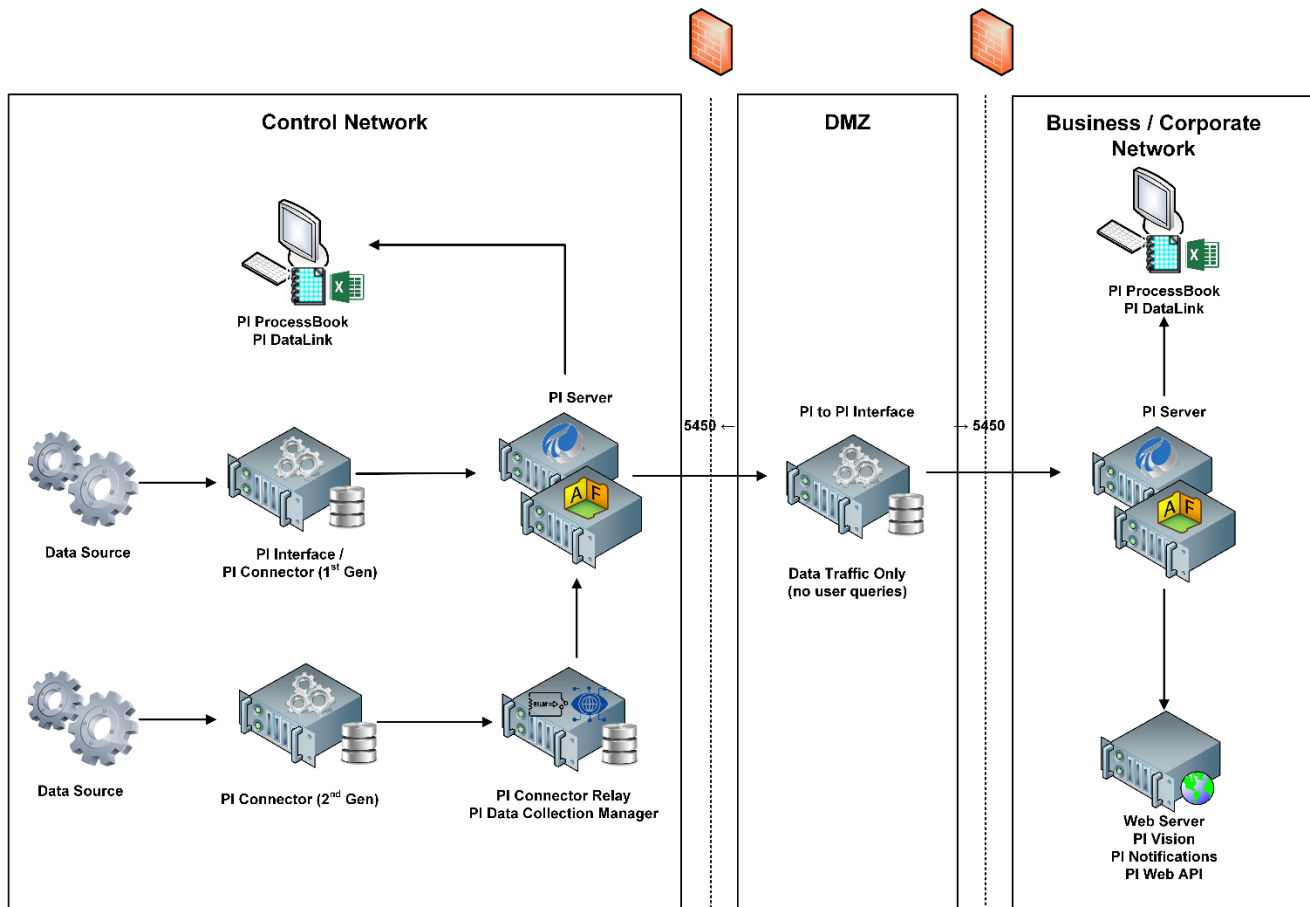 Control Network
PI ProcessBook
PI DataLink
PI Server
Data Source
PI Interface /
PI Connector (1st Gen)
Data Source
PI Connector (2nd Gen)
RELAY
PI Connector Relay
PI Data Collection Manager
5450 ←
DMZ
PI to PI Interface
Data Traffic Only
(no user queries)
→ 5450
Business / Corporate
Network
PI ProcessBook
PI DataLink
PI Server
A F
Web Server
PI Vision
PI Notifications
PI Web API
A F
X
X